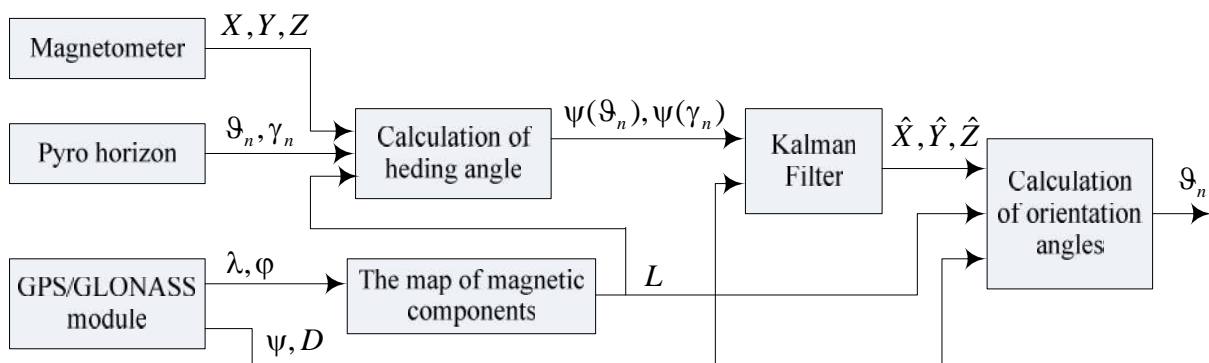 Magnetometer
X, Y, Z
Pyro horizon
ϑₙ, γₙ
Calculation of
heding angle
ψ(ϑₙ), ψ(γₙ)
Kalman
Filter
X̂, Ŷ, Ẑ
Calculation
of orientation
angles
ϑₙ
GPS/GLONASS
module
λ, φ
The map of magnetic
components
L
ψ, D